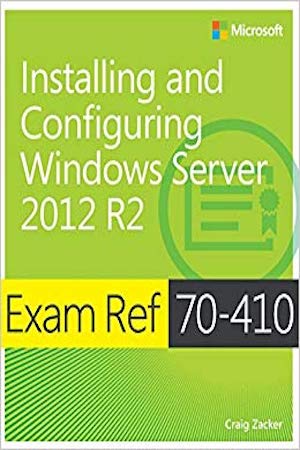 Microsoft
Installing and
Configuring
Windows Server
2012 R2
Exam Ref 70-410
Craig Zacker